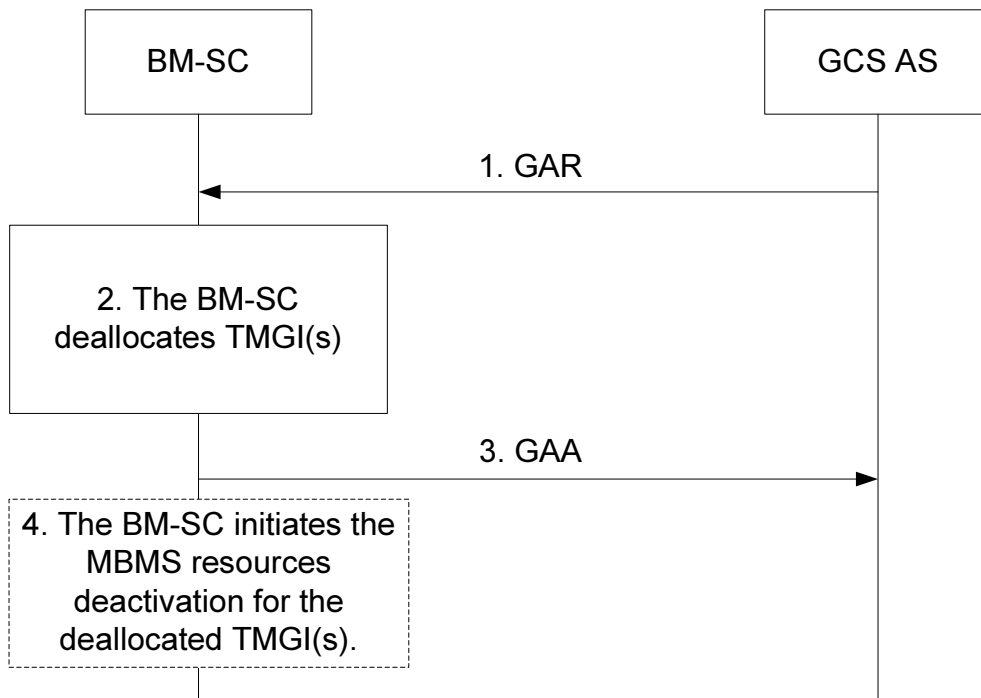 BM-SC
GCS AS
1. GAR
2. The BM-SC
deallocates TMGI(s)
3. GAA
4. The BM-SC initiates the
MBMS resources
deactivation for the
deallocated TMGI(s).